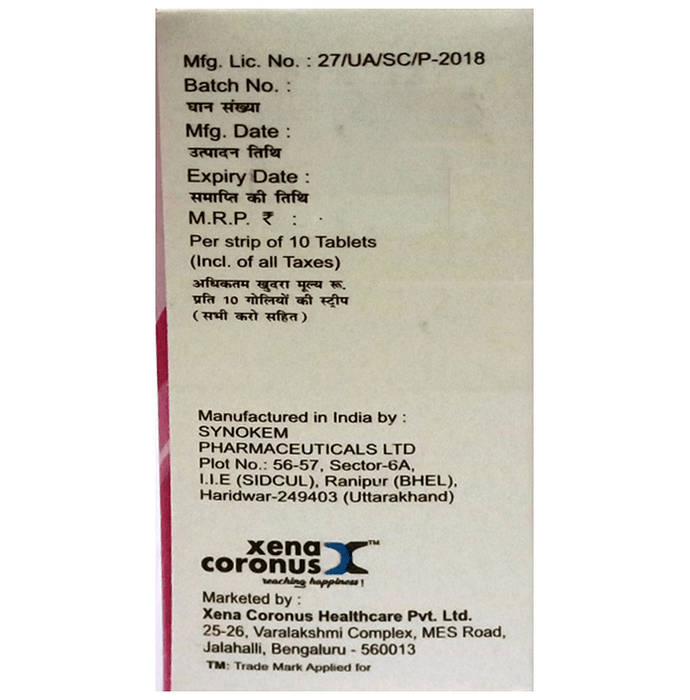 Mfg. Lic. No. : 27/UA/SC/P-2018
Batch No. :
घान संख्या
Mfg. Date :
उत्पादन तिथि
Expiry Date :
समाप्ति की तिथि
M.R.P. ₹ : .
Per strip of 10 Tablets
(Incl. of all Taxes)
अधिकतम खुदरा मूल्य रू.
प्रति 10 गोलियों की स्ट्रीप
( सभी करो सहित )
Manufactured in India by :
SYNOKEM
PHARMACEUTICALS LTD
Plot No.: 56-57, Sector-6A,
I.I.E (SIDCUL), Ranipur (BHEL),
Haridwar-249403 (Uttarakhand)
xena
coronus X TM
reaching happiness !
Marketed by :
Xena Coronus Healthcare Pvt. Ltd.
25-26, Varalakshmi Complex, MES Road,
Jalahalli, Bengaluru - 560013
TM: Trade Mark Applied for